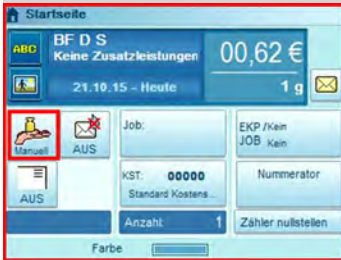 Startseite
ABC
BF D S
Keine Zusatzleistungen
00,62 €
21.10.15 - Heute
1 g
Manuell
AUS
Job:
EKP /Kein
JOB Kein
AUS
KST: 00000
Standard Kostens...
Nummerator
Anzahl: 1
Zähler nullstellen
Farbe